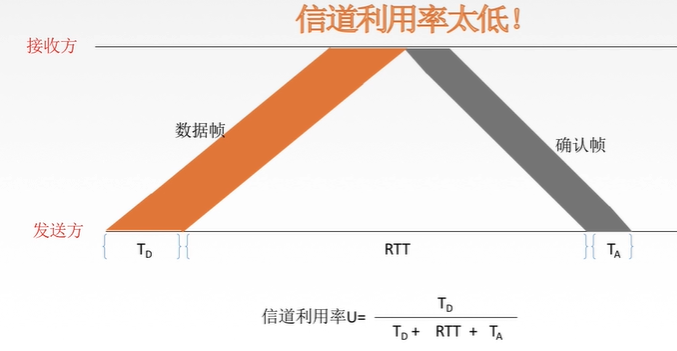 信道利用率太低！
接收方
数据帧
确认帧
发送方
T_D RTT T_A
信道利用率U= T_D
T_D + RTT + T_A